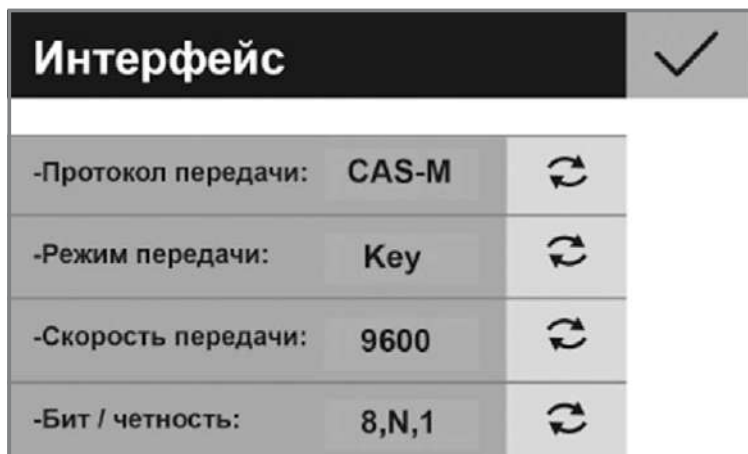 Интерфейс
-Протокол передачи: CAS-M
-Режим передачи: Key
-Скорость передачи: 9600
-Бит / четность: 8,N,1